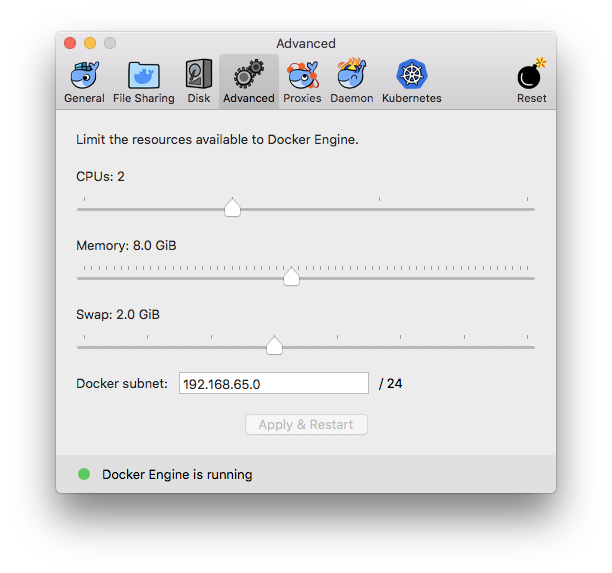 Advanced
General File Sharing Disk Advanced Proxies Daemon Kubernetes Reset
Limit the resources available to Docker Engine.
CPUs: 2
Memory: 8.0 GiB
Swap: 2.0 GiB
Docker subnet: 192.168.65.0 / 24
Apply & Restart
Docker Engine is running